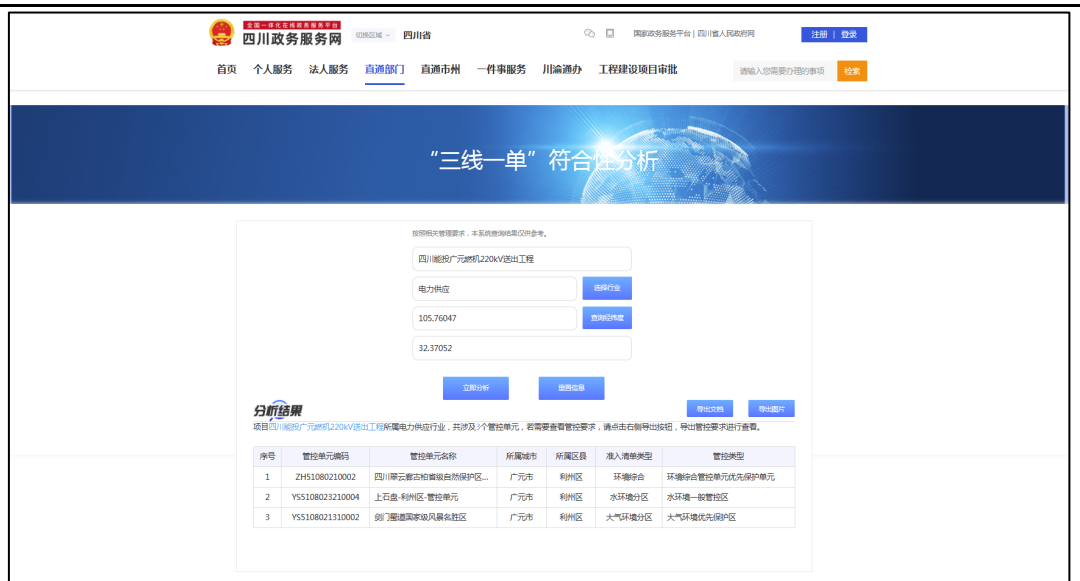 全国一体化在线政务服务平台
四川政务服务网 切换区域 四川省 国家政务服务平台 | 四川省人民政府网 注册 | 登录
首页 个人服务 法人服务 直通部门 直通市州 一件事服务 川渝通办 工程建设项目审批 请输入您需要办理的事项 检索
“三线一单”符合性分析
按照相关管理要求，本系统查询结果仅供参考。
四川能投广元燃机220kV送出工程
电力供应 选择行业
105.76047 查询经纬度
32.37052
立即分析 重置信息
分析结果 导出文档 导出图片
项目四川能投广元燃机220kV送出工程所属电力供应行业，共涉及3个管控单元，若需要查看管控要求，请点击右侧导出按钮，导出管控要求进行查看。
序号 管控单元编码 管控单元名称 所属城市 所属区县 准入清单类型 管控类型
1 ZH51080210002 四川翠云廊古柏省级自然保护区... 广元市 利州区 环境综合 环境综合管控单元优先保护单元
2 YS5108023210004 上石盘-利州区-管控单元 广元市 利州区 水环境分区 水环境一般管控区
3 YS5108021310002 剑门蜀道国家级风景名胜区 广元市 利州区 大气环境分区 大气环境优先保护区